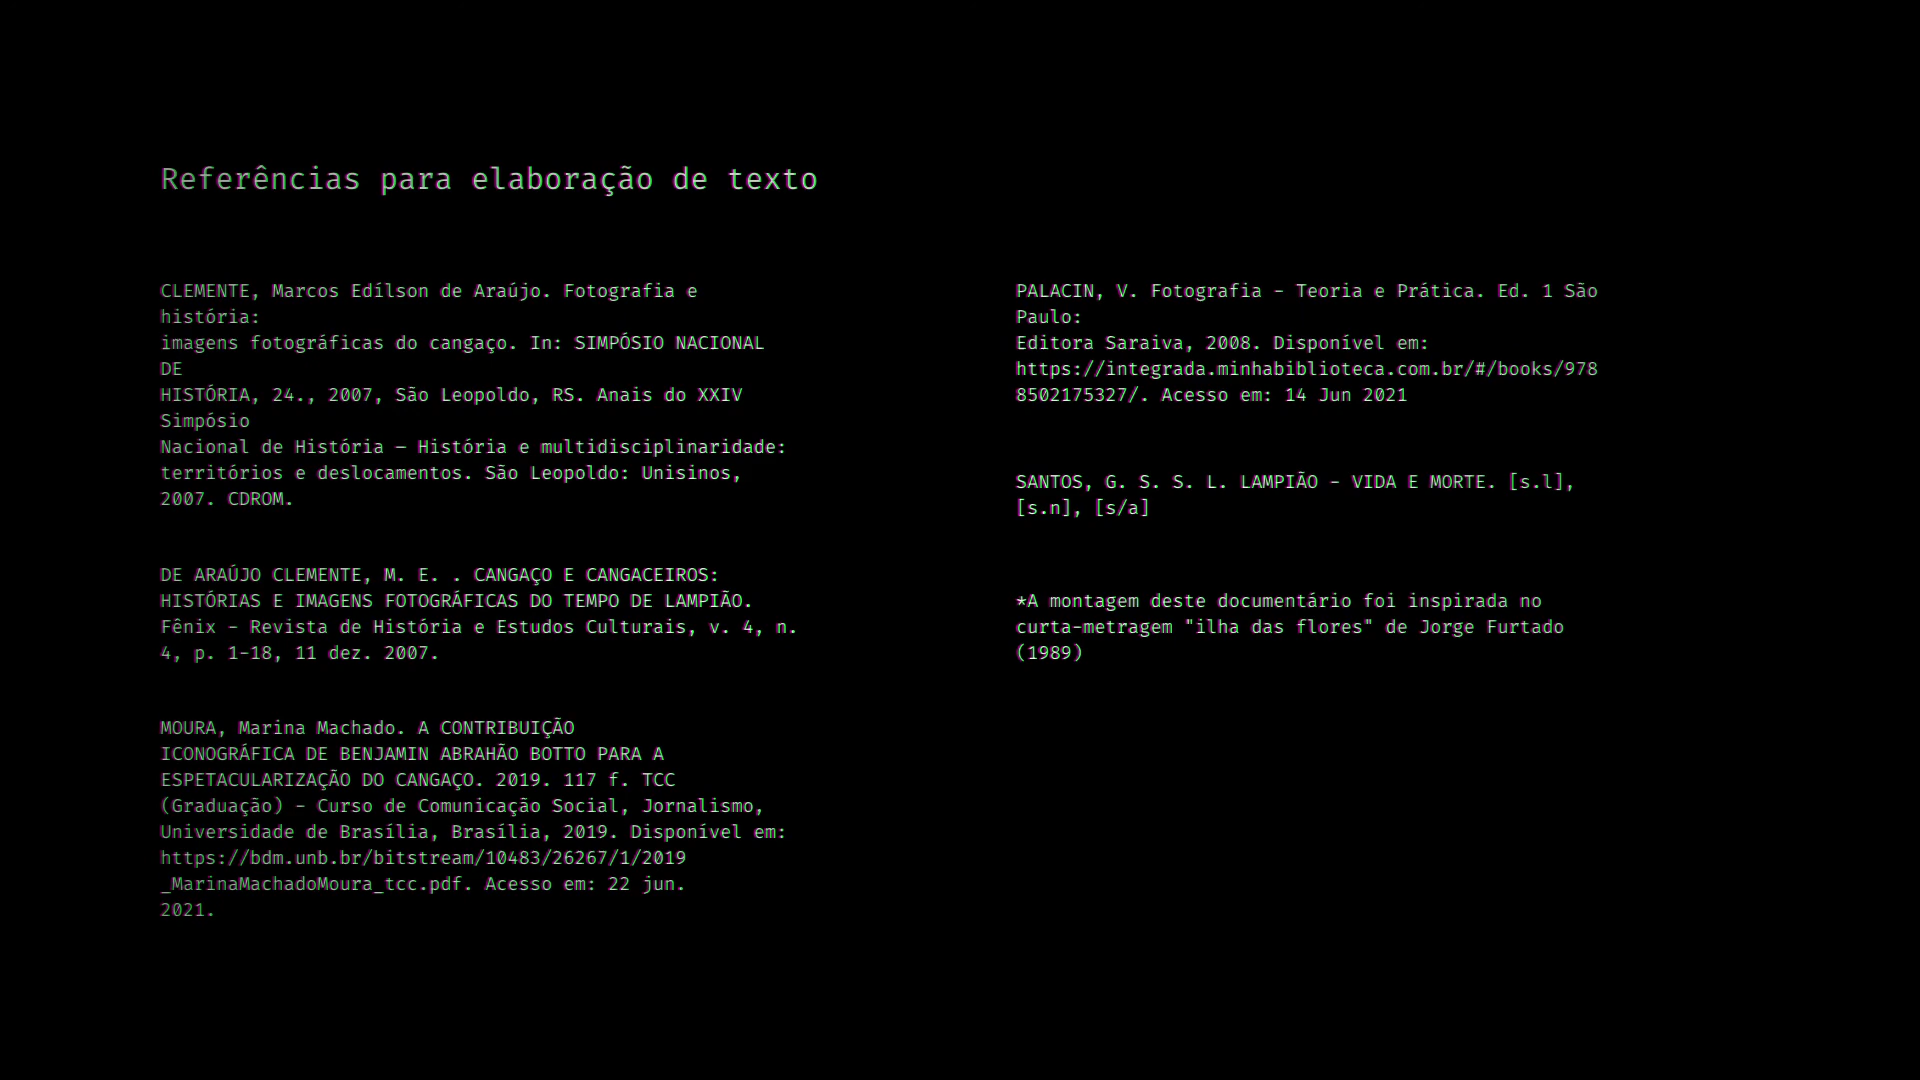 Referências para elaboração de texto
CLEMENTE, Marcos Edílson de Araújo. Fotografia e
história:
imagens fotográficas do cangaço. In: SIMPÓSIO NACIONAL
DE
HISTÓRIA, 24., 2007, São Leopoldo, RS. Anais do XXIV
Simpósio
Nacional de História – História e multidisciplinaridade:
territórios e deslocamentos. São Leopoldo: Unisinos,
2007. CDROM.
DE ARAÚJO CLEMENTE, M. E. . CANGAÇO E CANGACEIROS:
HISTÓRIAS E IMAGENS FOTOGRÁFICAS DO TEMPO DE LAMPIÃO.
Fênix - Revista de História e Estudos Culturais, v. 4, n.
4, p. 1-18, 11 dez. 2007.
MOURA, Marina Machado. A CONTRIBUIÇÃO
ICONOGRÁFICA DE BENJAMIN ABRAHÃO BOTTO PARA A
ESPETACULARIZAÇÃO DO CANGAÇO. 2019. 117 f. TCC
(Graduação) - Curso de Comunicação Social, Jornalismo,
Universidade de Brasília, Brasília, 2019. Disponível em:
https://bdm.unb.br/bitstream/10483/26267/1/2019
_MarinaMachadoMoura_tcc.pdf. Acesso em: 22 jun.
2021.
PALACIN, V. Fotografia - Teoria e Prática. Ed. 1 São
Paulo:
Editora Saraiva, 2008. Disponível em:
https://integrada.minhabiblioteca.com.br/#/books/978
8502175327/. Acesso em: 14 Jun 2021
SANTOS, G. S. S. L. LAMPIÃO - VIDA E MORTE. [s.l],
[s.n], [s/a]
*A montagem deste documentário foi inspirada no
curta-metragem "ilha das flores" de Jorge Furtado
(1989)